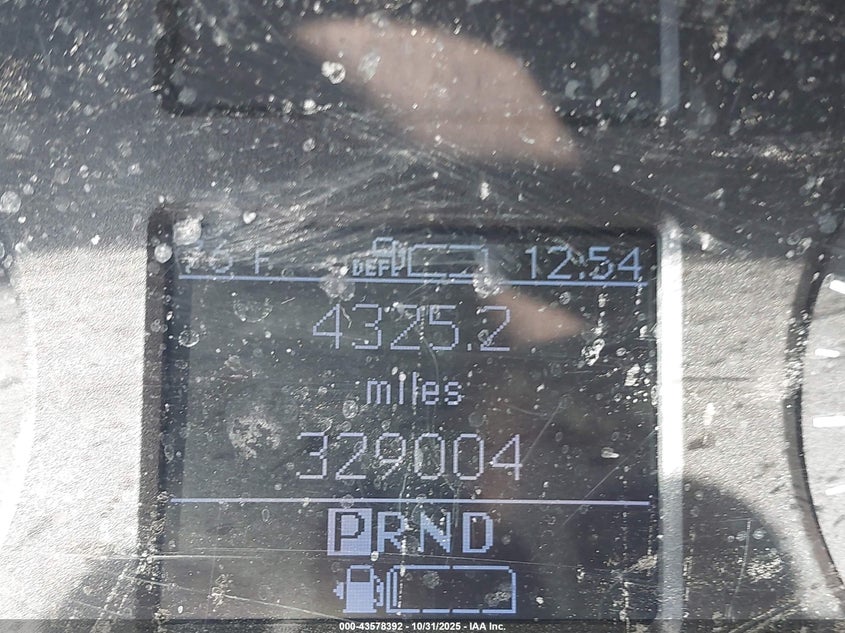 F
DEF
12.54
4325.2
miles
329004
PRND
000-43578392 - 10/31/2025 - IAA Inc.